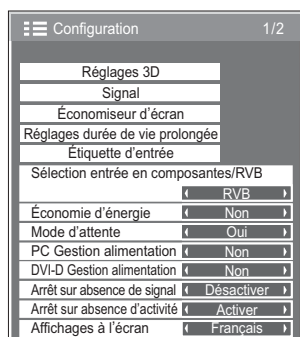 Configuration 1/2
Réglages 3D
Signal
Économiseur d'écran
Réglages durée de vie prolongée
Étiquette d'entrée
Sélection entrée en composantes/RVB
RVB
Économie d'énergie Non
Mode d'attente Oui
PC Gestion alimentation Non
DVI-D Gestion alimentation Non
Arrêt sur absence de signal Désactiver
Arrêt sur absence d'activité Activer
Affichages à l'écran Français